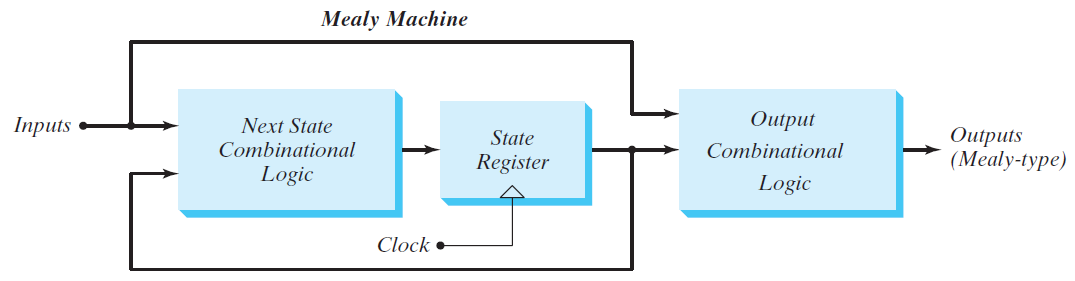 Mealy Machine
Inputs
Next State
Combinational
Logic
State
Register
Clock
Output
Combinational
Logic
Outputs
(Mealy-type)